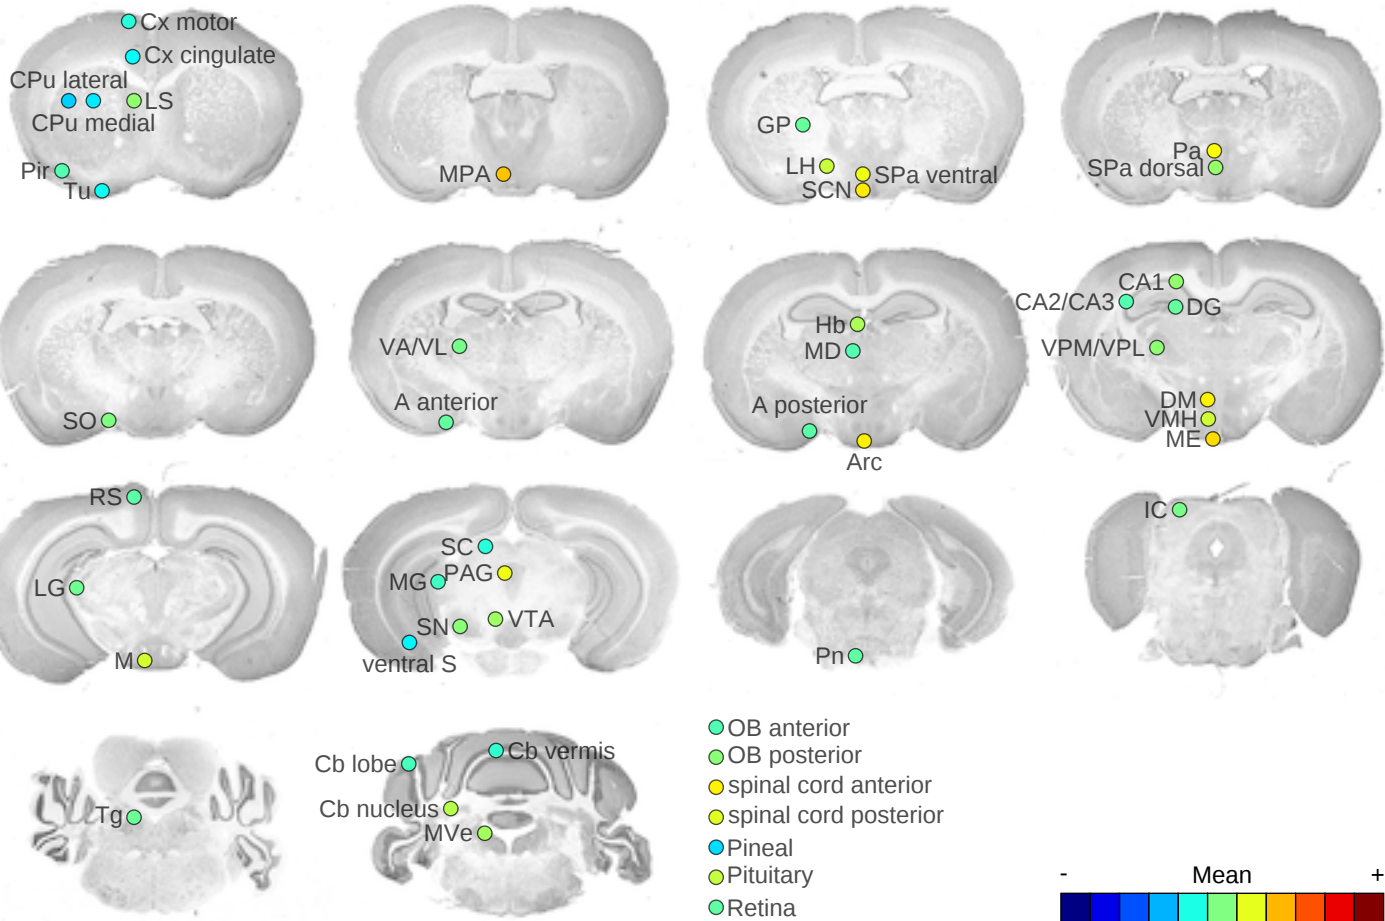 Cx motor
Cx cingulate
CPu lateral
LS
CPu medial
Pir
Tu
MPA
GP
LH
SPa ventral
SCN
Pa
SPa dorsal
SO
VA/VL
A anterior
Hb
MD
A posterior
Arc
CA1
CA2/CA3
DG
VPM/VPL
DM
VMH
ME
RS
LG
M
SC
MG
PAG
SN
VTA
ventral S
Pn
IC
Tg
Cb lobe
Cb vermis
Cb nucleus
MVe
OB anterior
OB posterior
spinal cord anterior
spinal cord posterior
Pineal
Pituitary
Retina
- Mean +